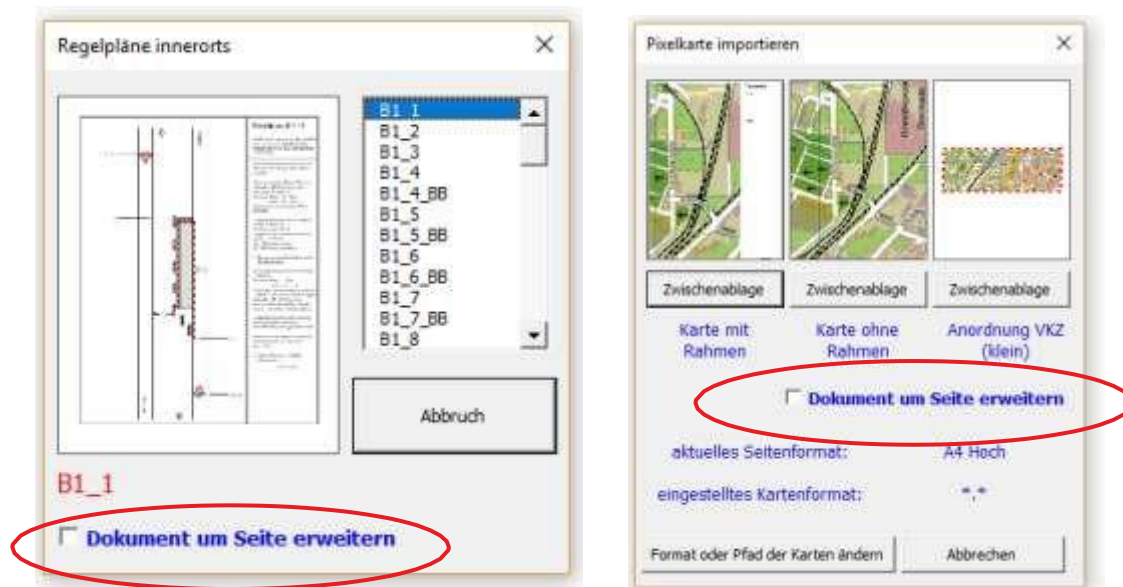 Regelpläne innerorts
B1_1
B1_2
B1_3
B1_4
B1_4_BB
B1_5
B1_5_BB
B1_6
B1_6_BB
B1_7
B1_7_BB
B1_8
Abbruch
B1_1
Dokument um Seite erweitern
Pixelkarte importieren
Zwischenablage
Zwischenablage
Zwischenablage
Karte mit
Rahmen
Karte ohne
Rahmen
Anordnung VKZ
(klein)
Dokument um Seite erweitern
aktuelles Seitenformat:
A4 Hoch
eingestelltes Kartenformat:
*.*
Format oder Pfad der Karten ändern
Abbrechen